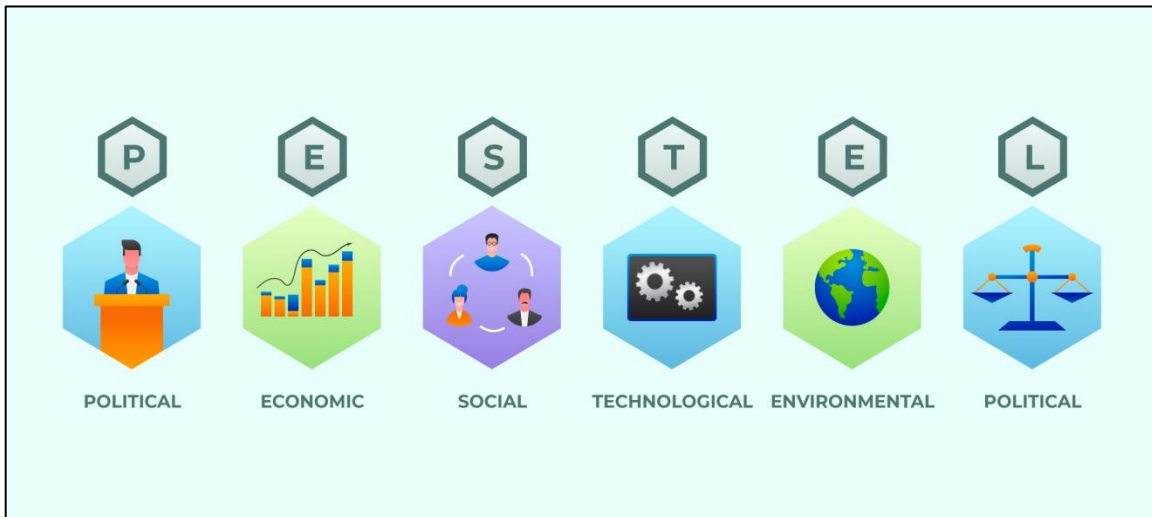 P E S T E L
POLITICAL ECONOMIC SOCIAL TECHNOLOGICAL ENVIRONMENTAL POLITICAL